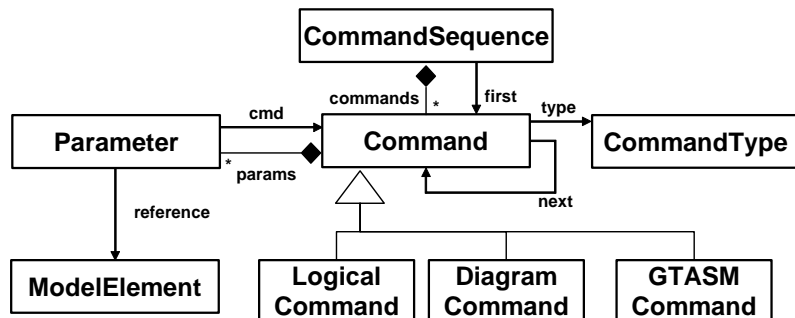 CommandSequence
commands
*
first
type
cmd
Parameter
Command
CommandType
*
params
next
reference
ModelElement
Logical
Command
Diagram
Command
GTASM
Command